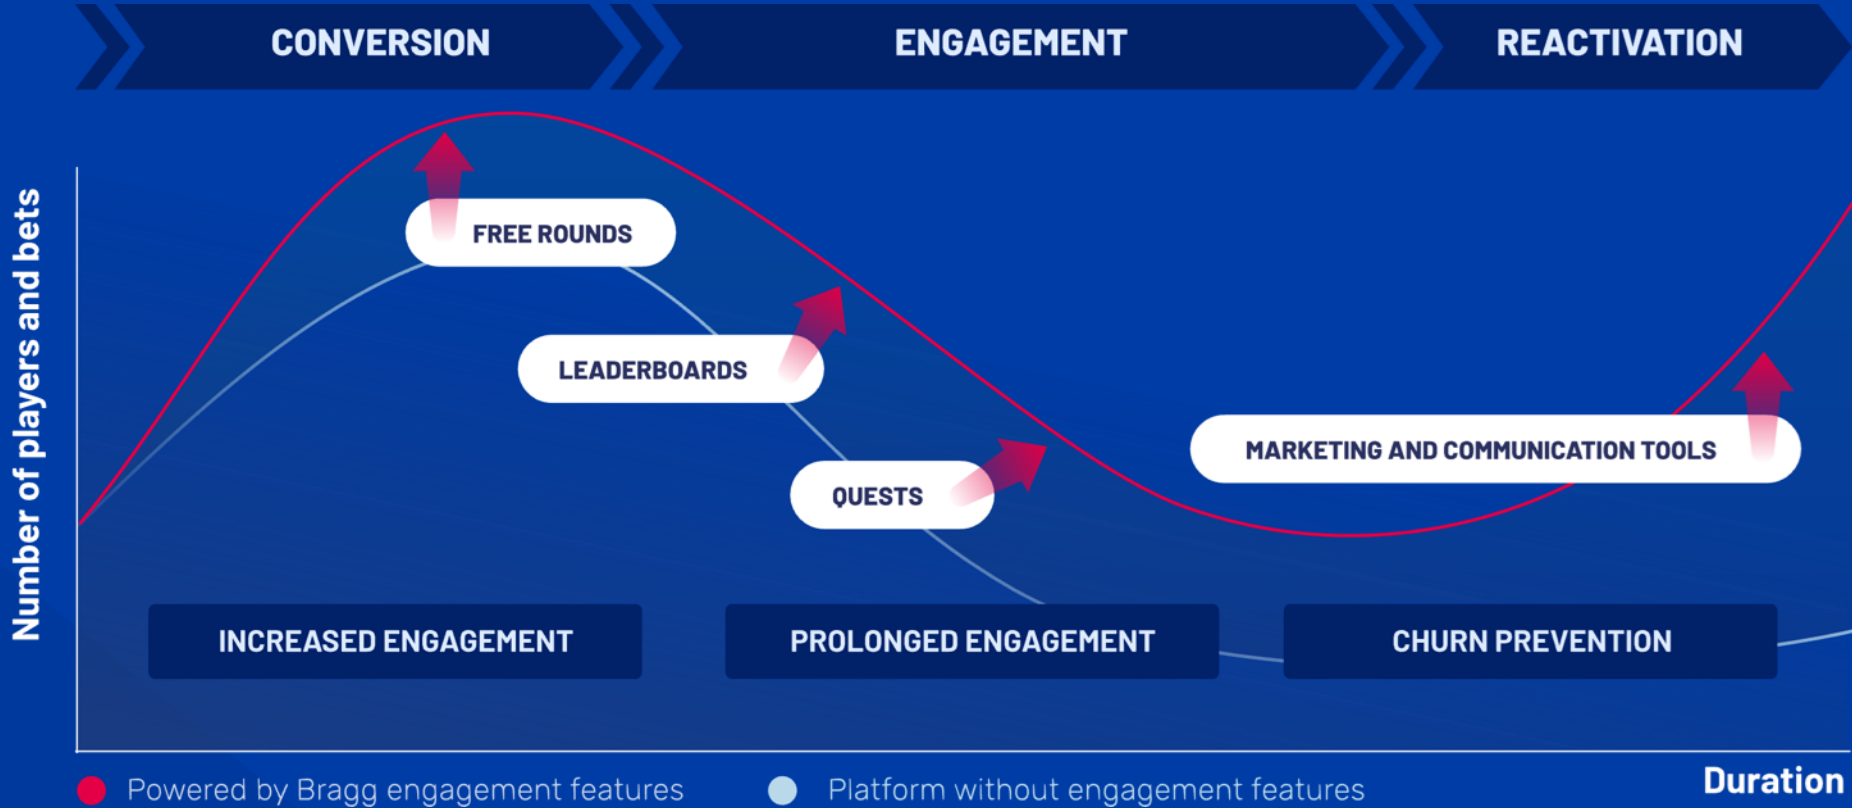 CONVERSION
ENGAGEMENT
REACTIVATION
Number of players and bets
FREE ROUNDS
LEADERBOARDS
MARKETING AND COMMUNICATION TOOLS
QUESTS
INCREASED ENGAGEMENT
PROLONGED ENGAGEMENT
CHURN PREVENTION
Duration
Powered by Bragg engagement features
Platform without engagement features